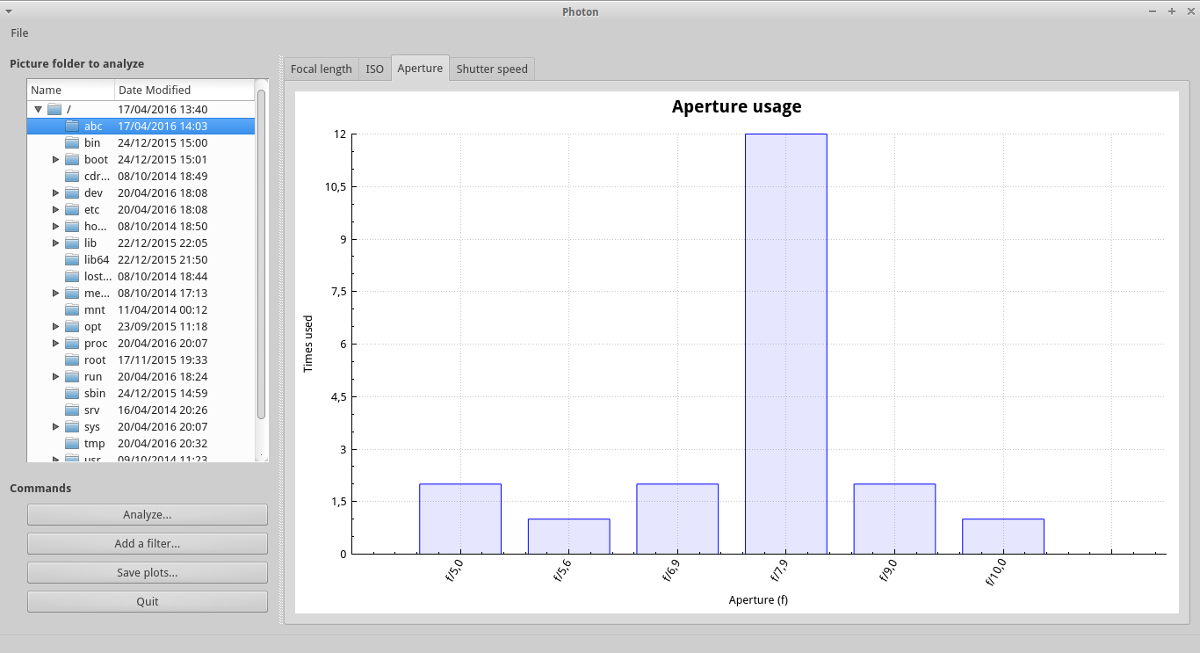 Photon
File
Picture folder to analyze
Name Date Modified
/ 17/04/2016 13:40
abc 17/04/2016 14:03
bin 24/12/2015 15:00
boot 24/12/2015 15:01
cdr... 08/10/2014 18:49
dev 20/04/2016 18:08
etc 20/04/2016 18:08
ho... 08/10/2014 18:50
lib 22/12/2015 22:05
lib64 22/12/2015 21:50
lost... 08/10/2014 18:44
me... 08/10/2014 17:13
mnt 11/04/2014 00:12
opt 23/09/2015 11:18
proc 20/04/2016 20:07
root 17/11/2015 19:33
run 20/04/2016 18:24
sbin 24/12/2015 14:59
srv 16/04/2014 20:26
sys 20/04/2016 20:07
tmp 20/04/2016 20:32
usr 09/10/2014 11:23
Commands
Analyze...
Add a filter...
Save plots...
Quit
Focal length ISO Aperture Shutter speed
Aperture usage
Times used
12
10,5
9
7,5
6
4,5
3
1,5
0
f/5,0 f/5,6 f/6,9 f/7,9 f/9,0 f/10,0
Aperture (f)